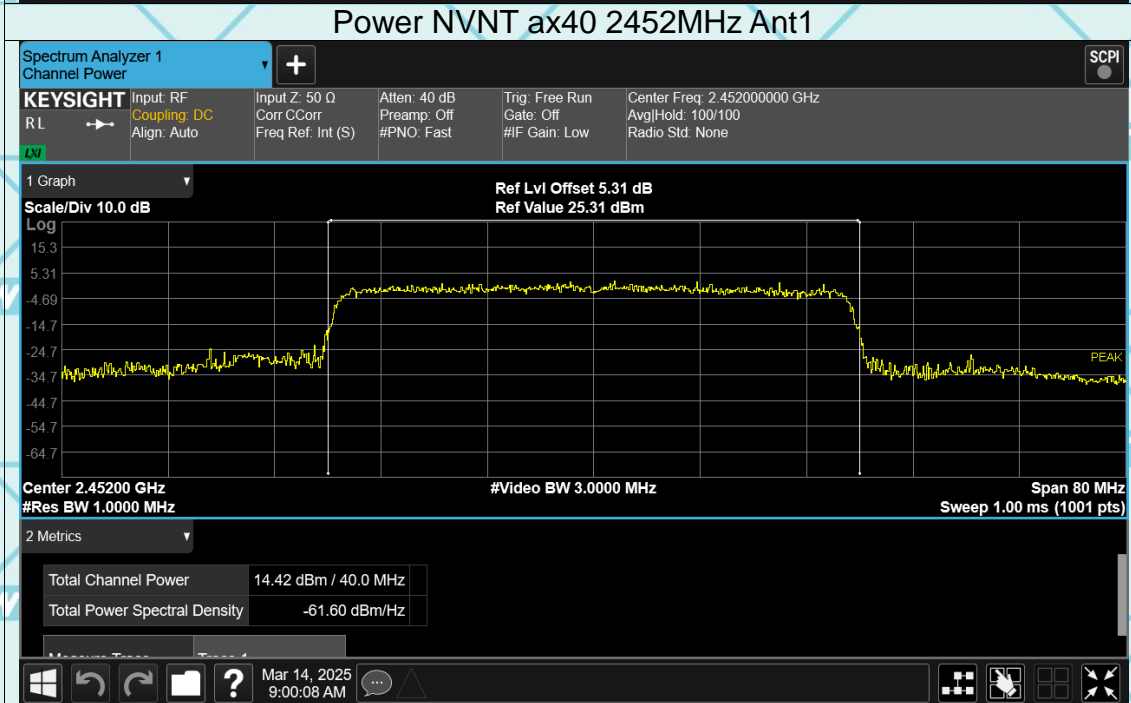 Power NVNT ax40 2452MHz Ant1
Spectrum Analyzer 1
Channel Power
SCPI
KEYSIGHT
R L
LXI
Input: RF
Coupling: DC
Align: Auto
Input Z: 50 Ω
Corr CCorr
Freq Ref: Int (S)
Atten: 40 dB
Preamp: Off
#PNO: Fast
Trig: Free Run
Gate: Off
#IF Gain: Low
Center Freq: 2.452000000 GHz
Avg|Hold: 100/100
Radio Std: None
1 Graph
Scale/Div 10.0 dB
Ref Lvl Offset 5.31 dB
Ref Value 25.31 dBm
Log
15.3
5.31
-4.69
-14.7
-24.7
-34.7
-44.7
-54.7
-64.7
PEAK
Center 2.45200 GHz
#Res BW 1.0000 MHz
#Video BW 3.0000 MHz
Span 80 MHz
Sweep 1.00 ms (1001 pts)
2 Metrics
Total Channel Power 14.42 dBm / 40.0 MHz
Total Power Spectral Density -61.60 dBm/Hz
?
Mar 14, 2025
9:00:08 AM